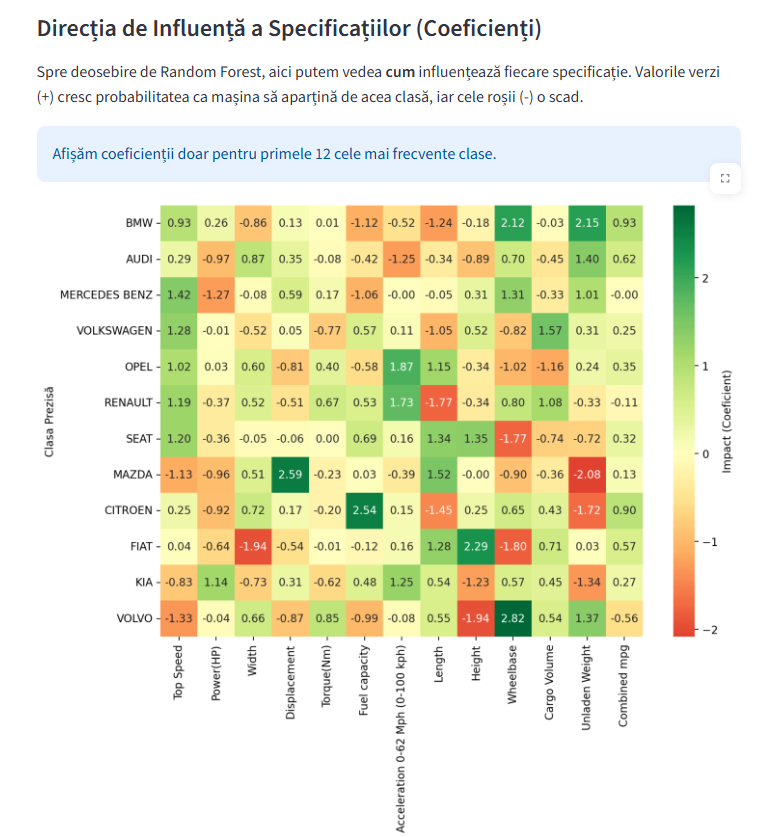 Direcția de Influență a Specificațiilor (Coeficienți)
Spre deosebire de Random Forest, aici putem vedea cum influențează fiecare specificație. Valorile verzi
(+) cresc probabilitatea ca mașina să aparțină de acea clasă, iar cele roșii (-) o scad.
Afișăm coeficienții doar pentru primele 12 cele mai frecvente clase.
Clasa Prezisă
BMW 0.93 0.26 -0.86 0.13 0.01 -1.12 -0.52 -1.24 -0.18 2.12 -0.03 2.15 0.93
AUDI 0.29 -0.97 0.87 0.35 -0.08 -0.42 -1.25 -0.34 -0.89 0.70 -0.45 1.40 0.62
MERCEDES BENZ 1.42 -1.27 -0.08 0.59 0.17 -1.06 -0.00 -0.05 0.31 1.31 -0.33 1.01 -0.00
VOLKSWAGEN 1.28 -0.01 -0.52 0.05 -0.77 0.57 0.11 -1.05 0.52 -0.82 1.57 0.31 0.25
OPEL 1.02 0.03 0.60 -0.81 0.40 -0.58 1.87 1.15 -0.34 -1.02 -1.16 0.24 0.35
RENAULT 1.19 -0.37 0.52 -0.51 0.67 0.53 1.73 -1.77 -0.34 0.80 1.08 -0.33 -0.11
SEAT 1.20 -0.36 -0.05 -0.06 0.00 0.69 0.16 1.34 1.35 -1.77 -0.74 -0.72 0.32
MAZDA -1.13 -0.96 0.51 2.59 -0.23 0.03 -0.39 1.52 -0.00 -0.90 -0.36 -2.08 0.13
CITROEN 0.25 -0.92 0.72 0.17 -0.20 2.54 0.15 -1.45 0.25 0.65 0.43 -1.72 0.90
FIAT 0.04 -0.64 -1.94 -0.54 -0.01 -0.12 0.16 1.28 2.29 -1.80 0.71 0.03 0.57
KIA -0.83 1.14 -0.73 0.31 -0.62 0.48 1.25 0.54 -1.23 0.57 0.45 -1.34 0.27
VOLVO -1.33 -0.04 0.66 -0.87 0.85 -0.99 -0.08 0.55 -1.94 2.82 0.54 1.37 -0.56
Top Speed
Power(HP)
Width
Displacement
Torque(Nm)
Fuel capacity
Acceleration 0-62 Mph (0-100 kph)
Length
Height
Wheelbase
Cargo Volume
Unladen Weight
Combined mpg
2
1
0
−1
−2
Impact (Coeficient)